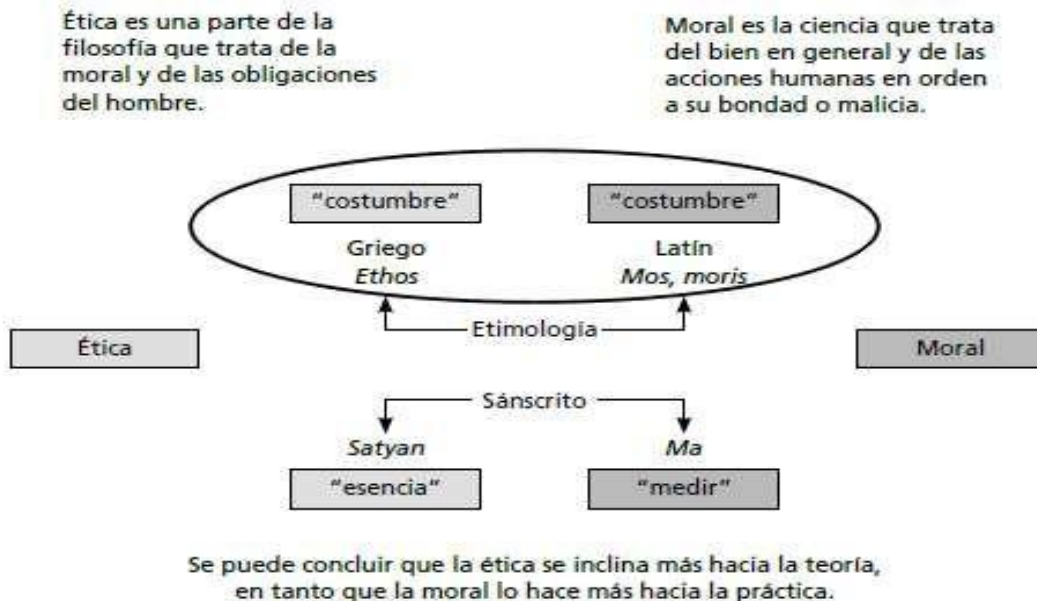 Ética es una parte de la
filosofía que trata de la
moral y de las obligaciones
del hombre.
Moral es la ciencia que trata
del bien en general y de las
acciones humanas en orden
a su bondad o malicia.
"costumbre"
"costumbre"
Griego
Ethos
Latín
Mos, moris
Etimología
Ética
Moral
Sánscrito
Satyan
Ma
"esencia"
"medir"
Se puede concluir que la ética se inclina más hacia la teoría,
en tanto que la moral lo hace más hacia la práctica.